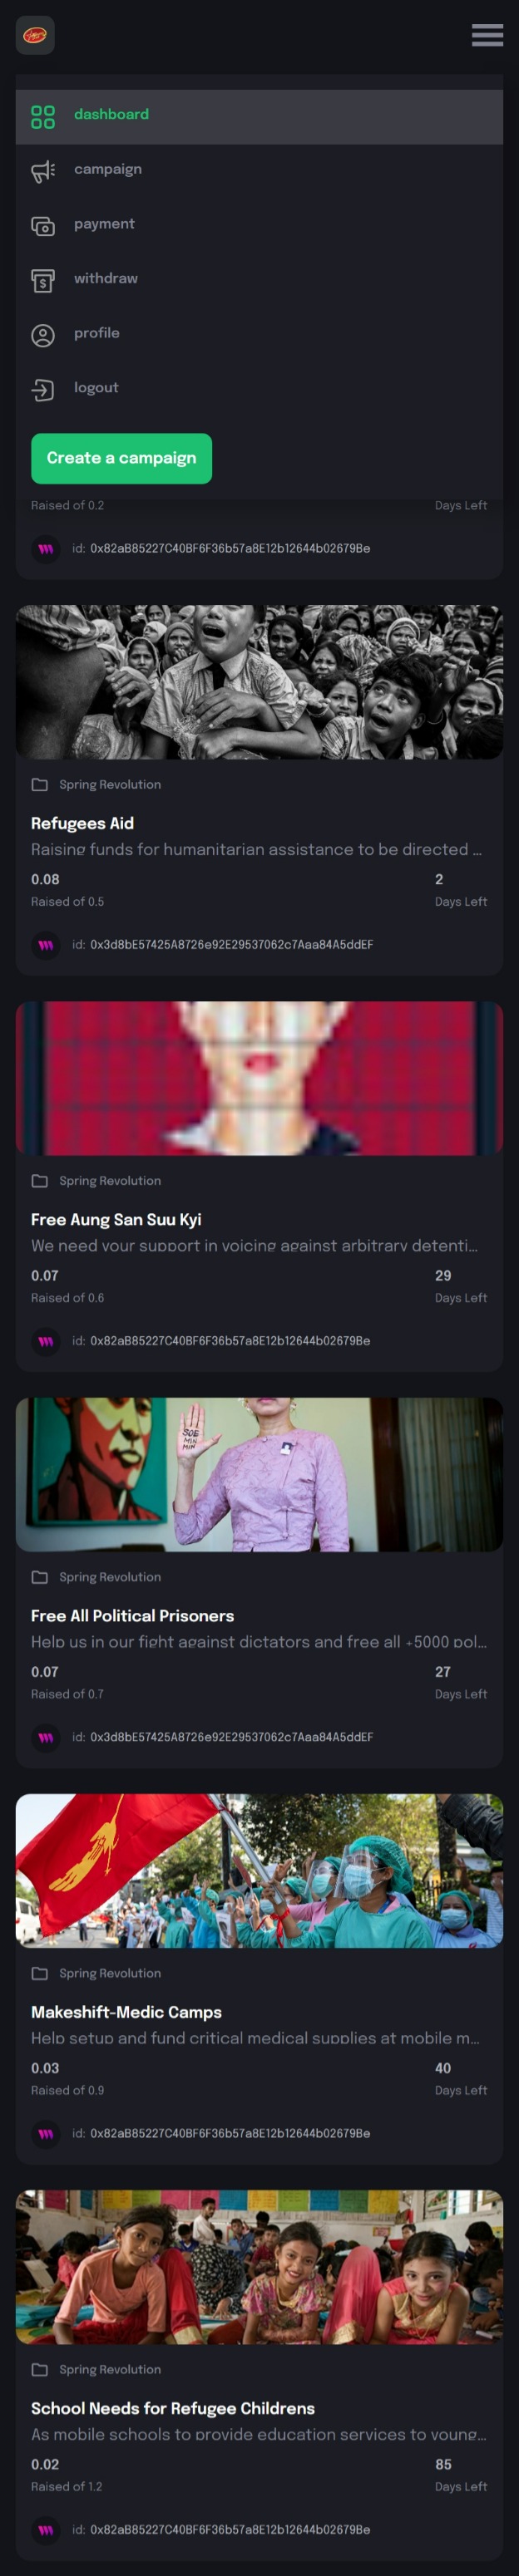 dashboard
campaign
payment
withdraw
profile
logout
Create a campaign
Raised of 0.2 Days Left
id: 0x82aB85227C40BF6F36b57a8E12b12644b02679Be
Spring Revolution
Refugees Aid
Raising funds for humanitarian assistance to be directed ...
0.08 2
Raised of 0.5 Days Left
id: 0x3d8bE57425A8726e92E29537062c7Aaa84A5ddEF
Spring Revolution
Free Aung San Suu Kyi
We need your support in voicing against arbitrary detenti...
0.07 29
Raised of 0.6 Days Left
id: 0x82aB85227C40BF6F36b57a8E12b12644b02679Be
SOE
MIN
MIN
Spring Revolution
Free All Political Prisoners
Help us in our fight against dictators and free all +5000 pol...
0.07 27
Raised of 0.7 Days Left
id: 0x3d8bE57425A8726e92E29537062c7Aaa84A5ddEF
Spring Revolution
Makeshift-Medic Camps
Help setup and fund critical medical supplies at mobile m...
0.03 40
Raised of 0.9 Days Left
id: 0x82aB85227C40BF6F36b57a8E12b12644b02679Be
Spring Revolution
School Needs for Refugee Childrens
As mobile schools to provide education services to young...
0.02 85
Raised of 1.2 Days Left
id: 0x82aB85227C40BF6F36b57a8E12b12644b02679Be